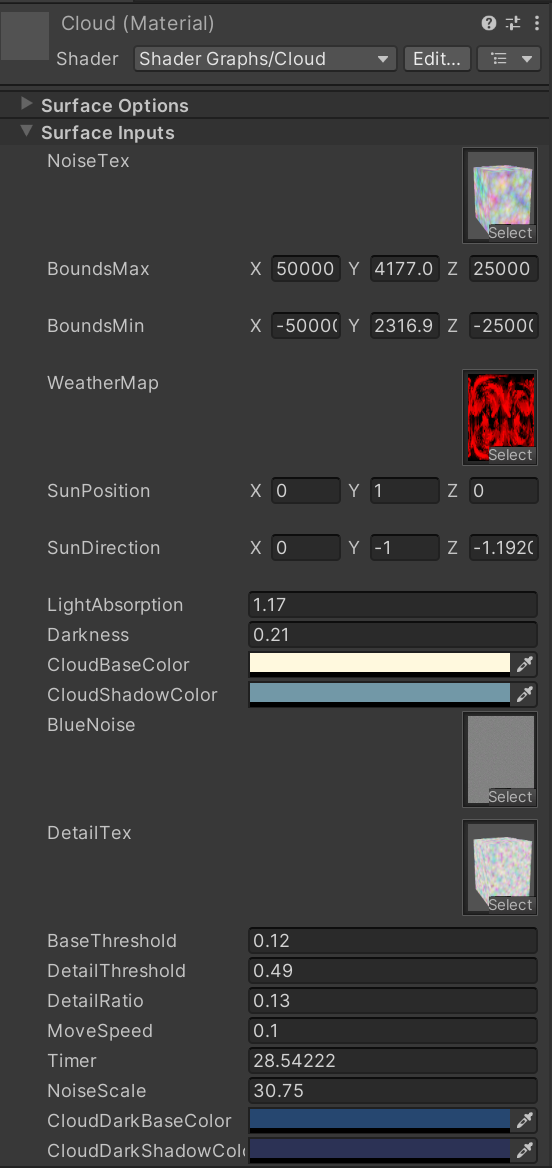 Cloud (Material)
Shader Shader Graphs/Cloud Edit...
Surface Options
Surface Inputs
NoiseTex
Select
BoundsMax X 50000 Y 4177.0 Z 25000
BoundsMin X -50000 Y 2316.9 Z -25000
WeatherMap
Select
SunPosition X 0 Y 1 Z 0
SunDirection X 0 Y -1 Z -1.1920
LightAbsorption 1.17
Darkness 0.21
CloudBaseColor
CloudShadowColor
BlueNoise
Select
DetailTex
Select
BaseThreshold 0.12
DetailThreshold 0.49
DetailRatio 0.13
MoveSpeed 0.1
Timer 28.54222
NoiseScale 30.75
CloudDarkBaseColor
CloudDarkShadowCol